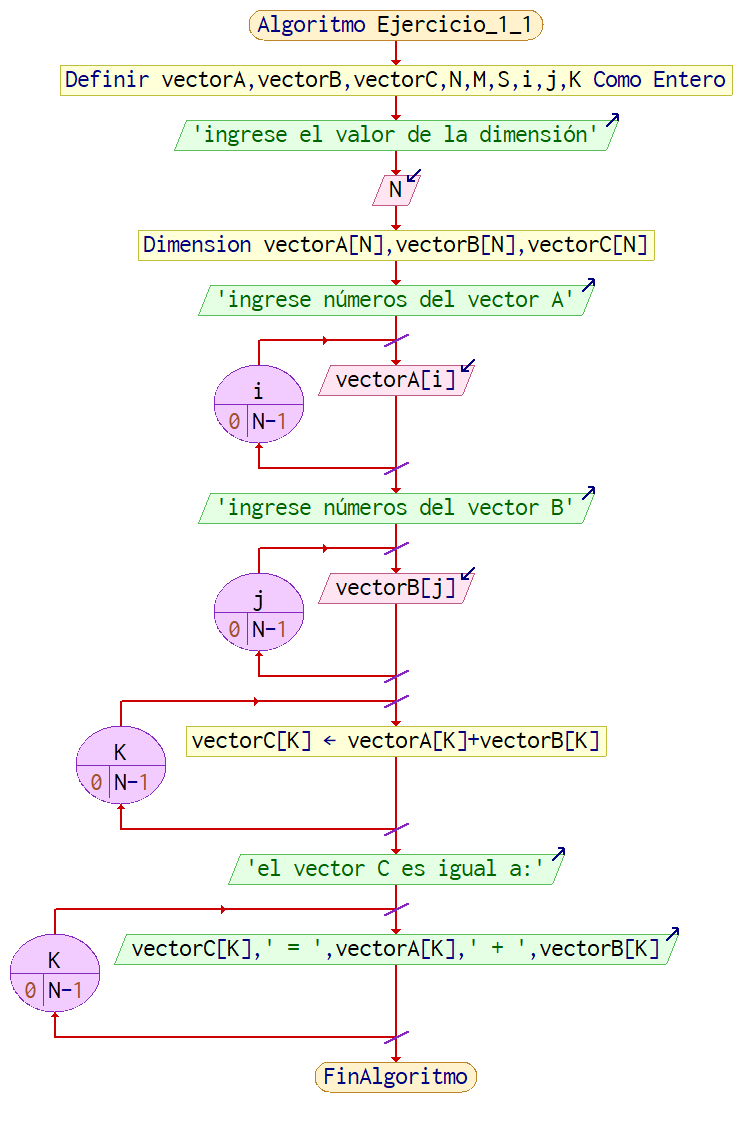 Algoritmo Ejercicio_1_1
Definir vectorA,vectorB,vectorC,N,M,S,i,j,K Como Entero
'ingrese el valor de la dimensión'
N
Dimension vectorA[N],vectorB[N],vectorC[N]
'ingrese números del vector A'
vectorA[i]
i
0 N-1
'ingrese números del vector B'
vectorB[j]
j
0 N-1
vectorC[K] ← vectorA[K]+vectorB[K]
K
0 N-1
'el vector C es igual a:'
vectorC[K],' = ',vectorA[K],' + ',vectorB[K]
K
0 N-1
FinAlgoritmo